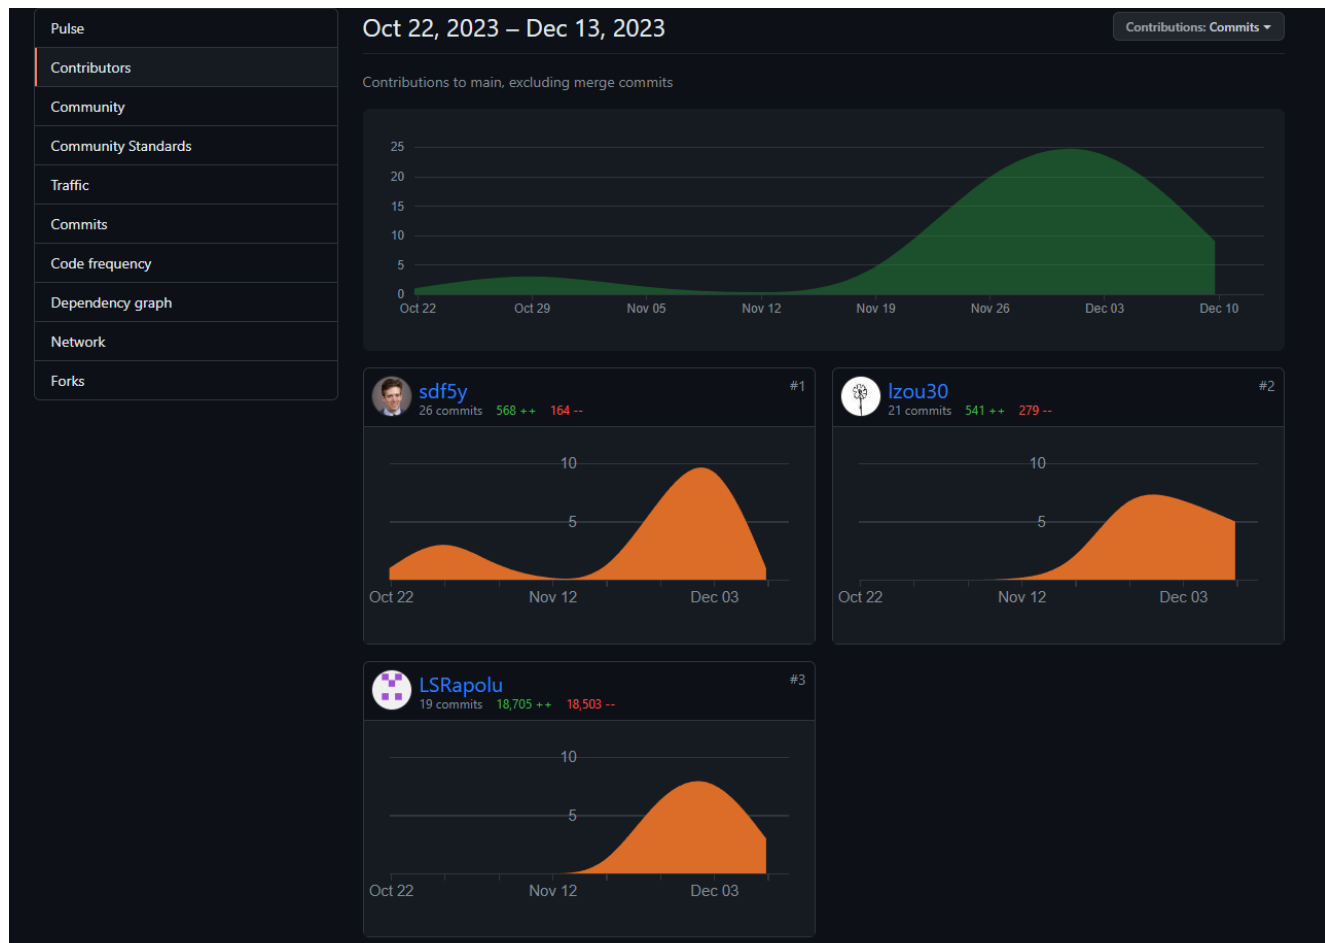 Pulse
Contributors
Community
Community Standards
Traffic
Commits
Code frequency
Dependency graph
Network
Forks
Oct 22, 2023 – Dec 13, 2023
Contributions: Commits
Contributions to main, excluding merge commits
25
20
15
10
5
0
Oct 22 Oct 29 Nov 05 Nov 12 Nov 19 Nov 26 Dec 03 Dec 10
sdf5y #1
26 commits 568 ++ 164 --
10
5
Oct 22 Nov 12 Dec 03
lzou30 #2
21 commits 541 ++ 279 --
10
5
Oct 22 Nov 12 Dec 03
LSRapolu #3
19 commits 18,705 ++ 18,503 --
10
5
Oct 22 Nov 12 Dec 03